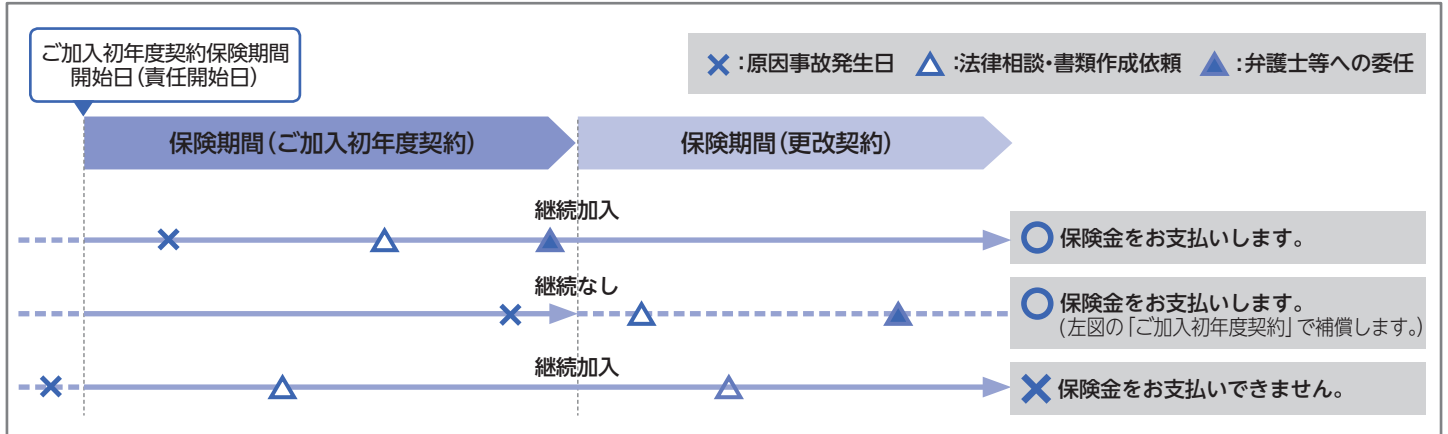 ご加入初年度契約保険期間
開始日(責任開始日)
×:原因事故発生日 △:法律相談・書類作成依頼 ▲:弁護士等への委任
保険期間(ご加入初年度契約)
保険期間(更改契約)
継続加入
保険金をお支払いします。
継続なし
保険金をお支払いします。
(左図の「ご加入初年度契約」で補償します。)
継続加入
保険金をお支払いできません。